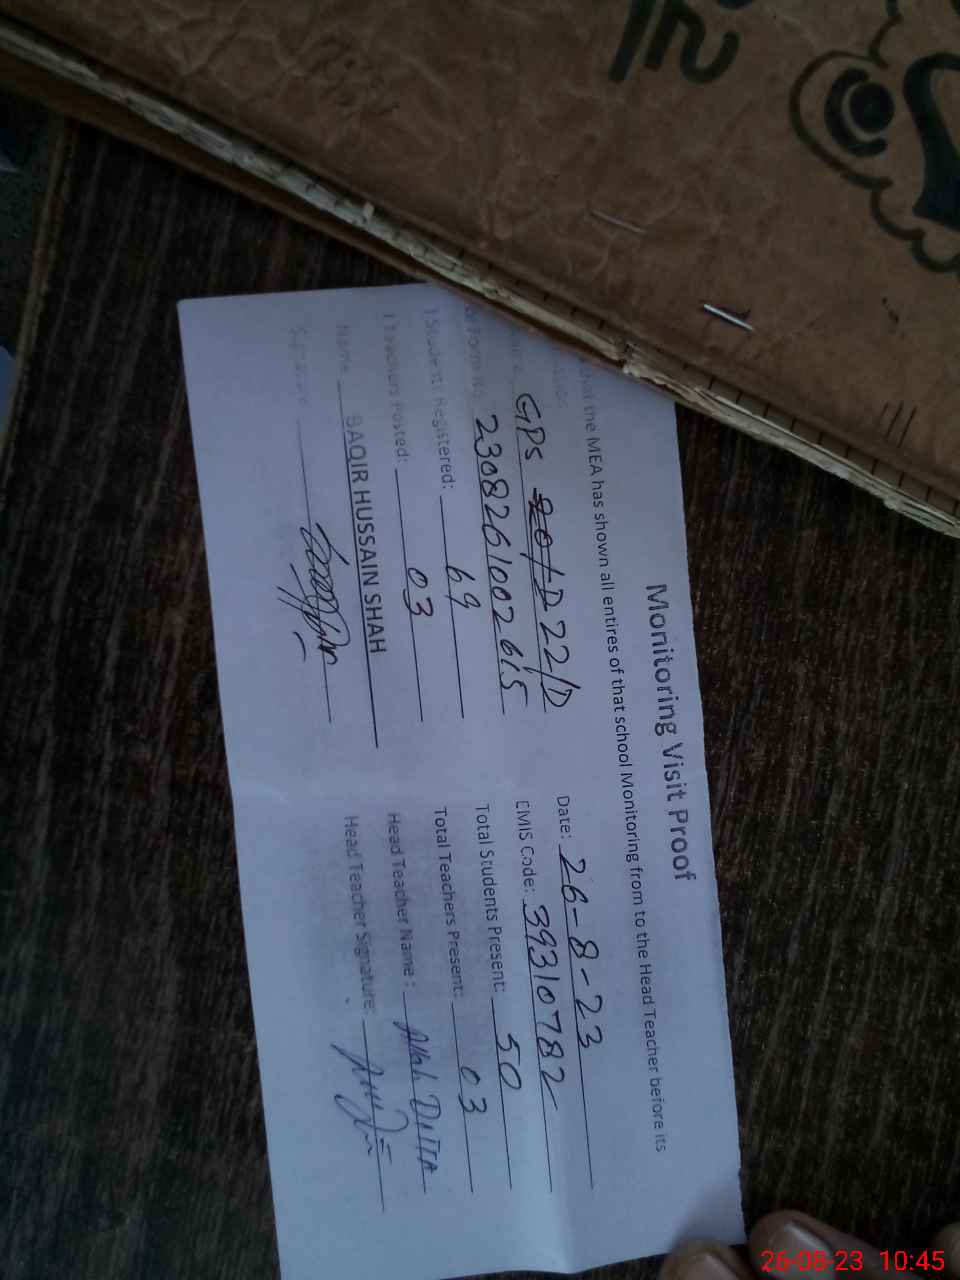 Monitoring Visit Proof
that the MEA has shown all entires of that school Monitoring from to the Head Teacher before its
GPS 22/D
Date: 26-8-23
2308261002615
EMIS Code: 39310782
Students Registered: 69
Total Students Present: 50
Teachers Posted: 03
Total Teachers Present: 03
Name BAQIR HUSSAIN SHAH
Head Teacher Name: Allah DITTA
Signature
Head Teacher Signature:
26-08-23 10:45